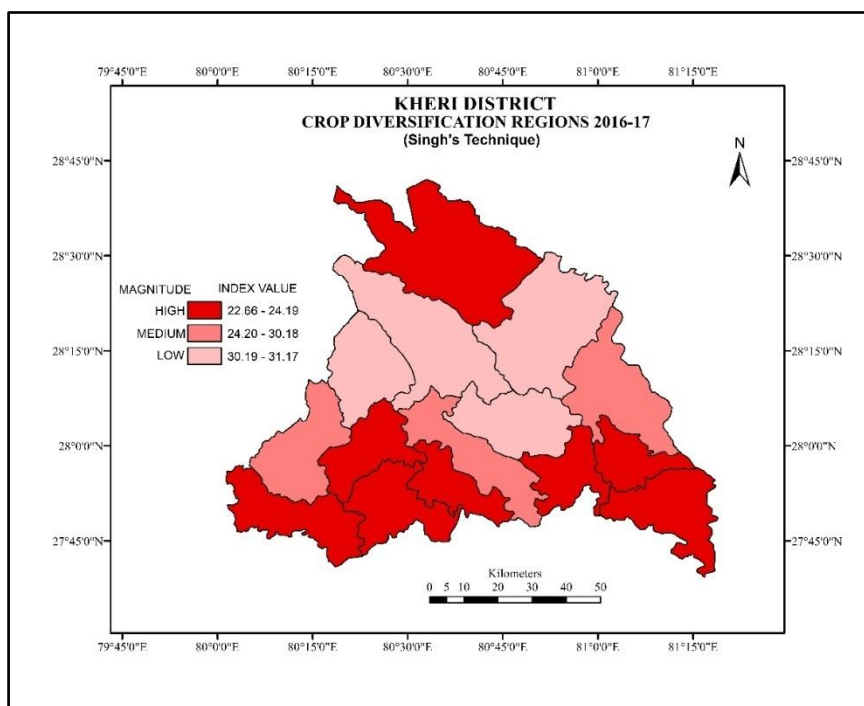 KHERI DISTRICT
CROP DIVERSIFICATION REGIONS 2016-17
(Singh's Technique)
79°45'0"E 80°0'0"E 80°15'0"E 80°30'0"E 80°45'0"E 81°0'0"E 81°15'0"E
N
28°45'0"N 28°45'0"N
28°30'0"N 28°30'0"N
MAGNITUDE INDEX VALUE
HIGH 22.66 - 24.19
MEDIUM 24.20 - 30.18
LOW 30.19 - 31.17
28°15'0"N 28°15'0"N
28°0'0"N 28°0'0"N
27°45'0"N 27°45'0"N
Kilometers
0 5 10 20 30 40 50
79°45'0"E 80°0'0"E 80°15'0"E 80°30'0"E 80°45'0"E 81°0'0"E 81°15'0"E